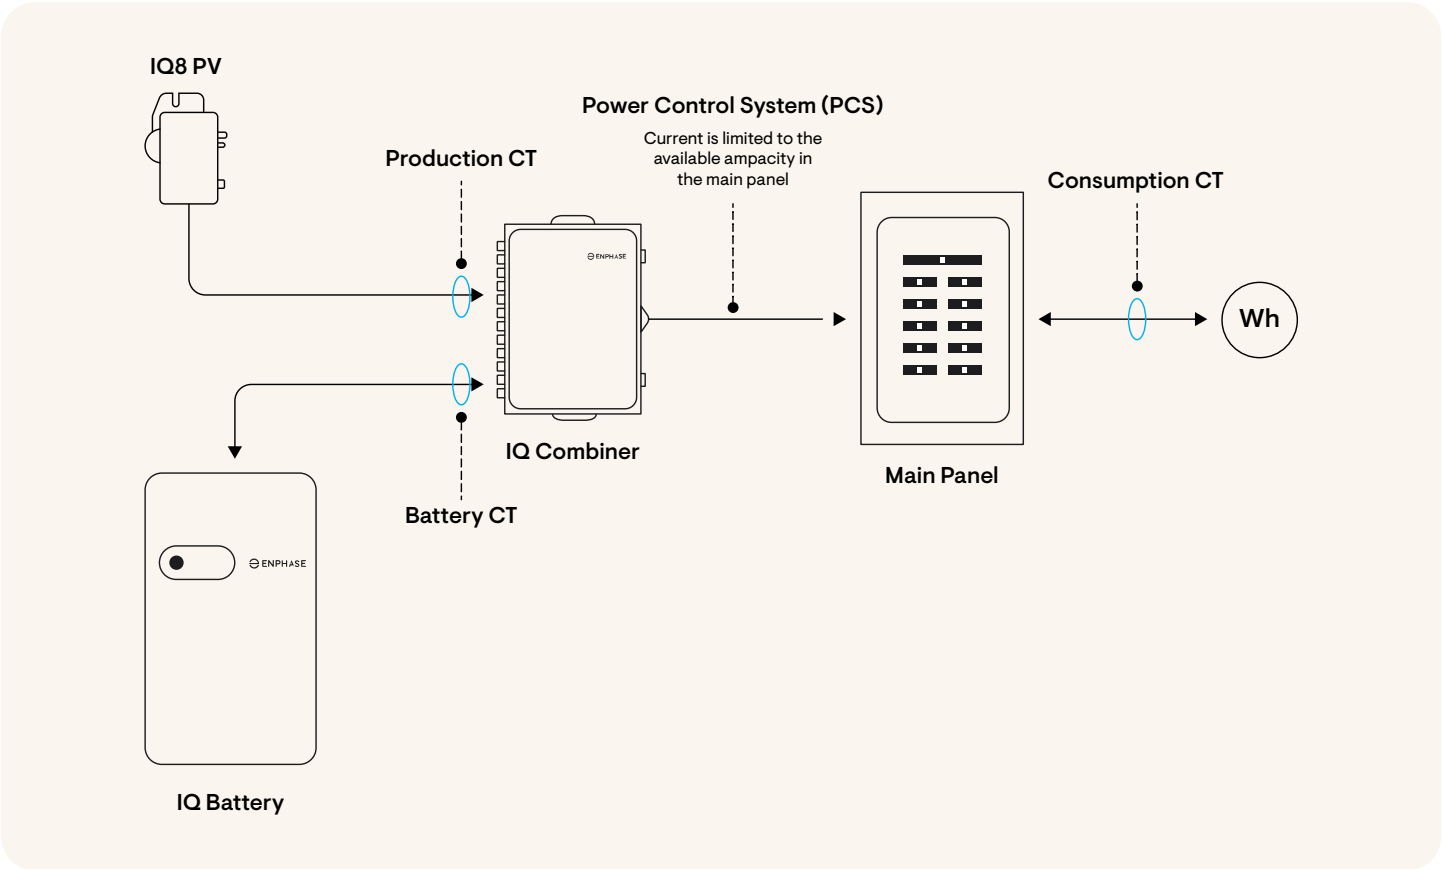 IQ8 PV
Power Control System (PCS)
Current is limited to the
available ampacity in
the main panel
Production CT
Consumption CT
ENPHASE
Wh
IQ Combiner
Main Panel
Battery CT
ENPHASE
IQ Battery